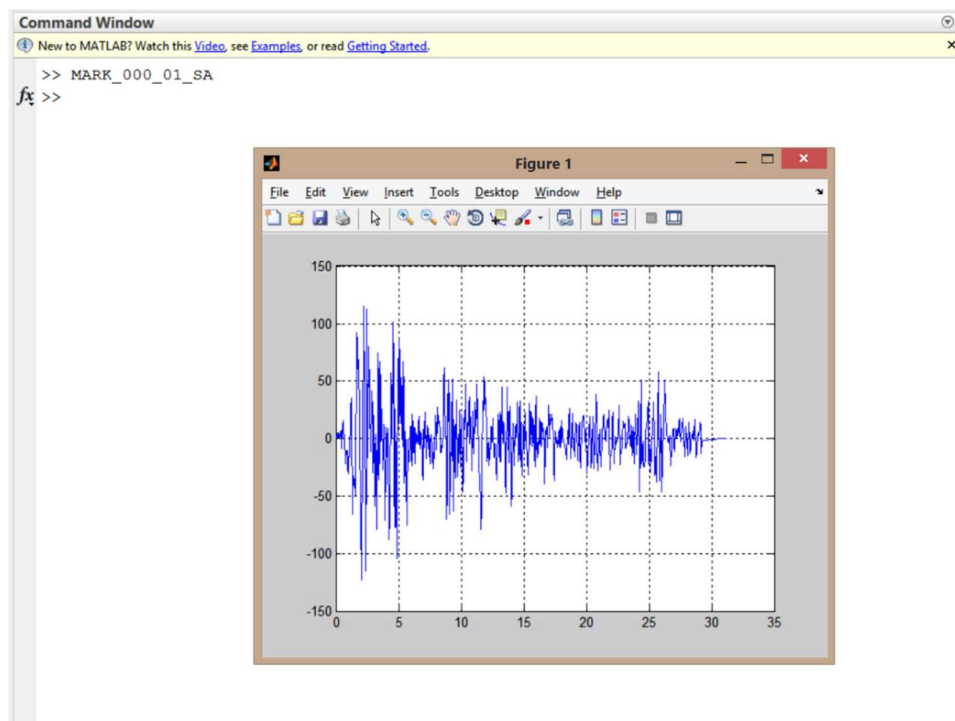 Command Window
New to MATLAB? Watch this Video, see Examples, or read Getting Started.
>> MARK_000_01_SA
fx >>
Figure 1
File Edit View Insert Tools Desktop Window Help
150
100
50
0
-50
-100
-150
0 5 10 15 20 25 30 35